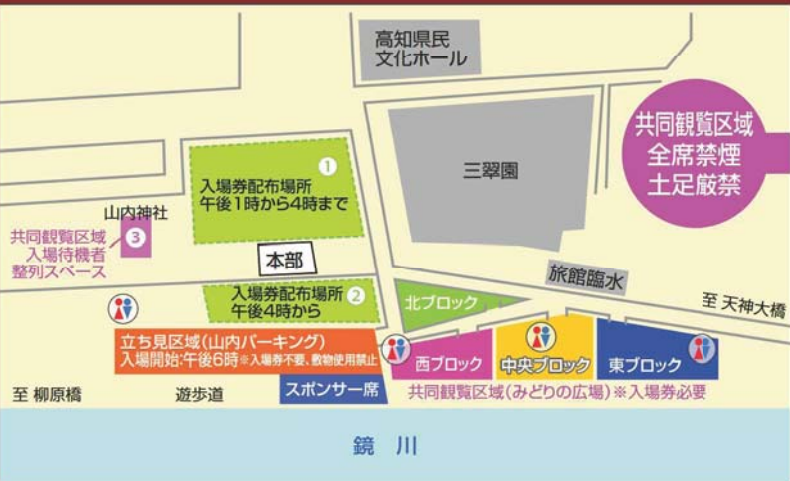 高知県民
文化ホール
共同観覧区域
全席禁煙
土足厳禁
三翠園
①
入場券配布場所
午後1時から4時まで
山内神社
③
共同観覧区域
入場待機者
整列スペース
本部
旅館臨水
入場券配布場所 ②
午後4時から
北ブロック
至 天神大橋
立ち見区域(山内パーキング)
入場開始:午後6時 ※入場券不要、敷物使用禁止
西ブロック
中央ブロック
東ブロック
至 柳原橋
遊歩道
スポンサー席
共同観覧区域(みどりの広場)※入場券必要
鏡 川